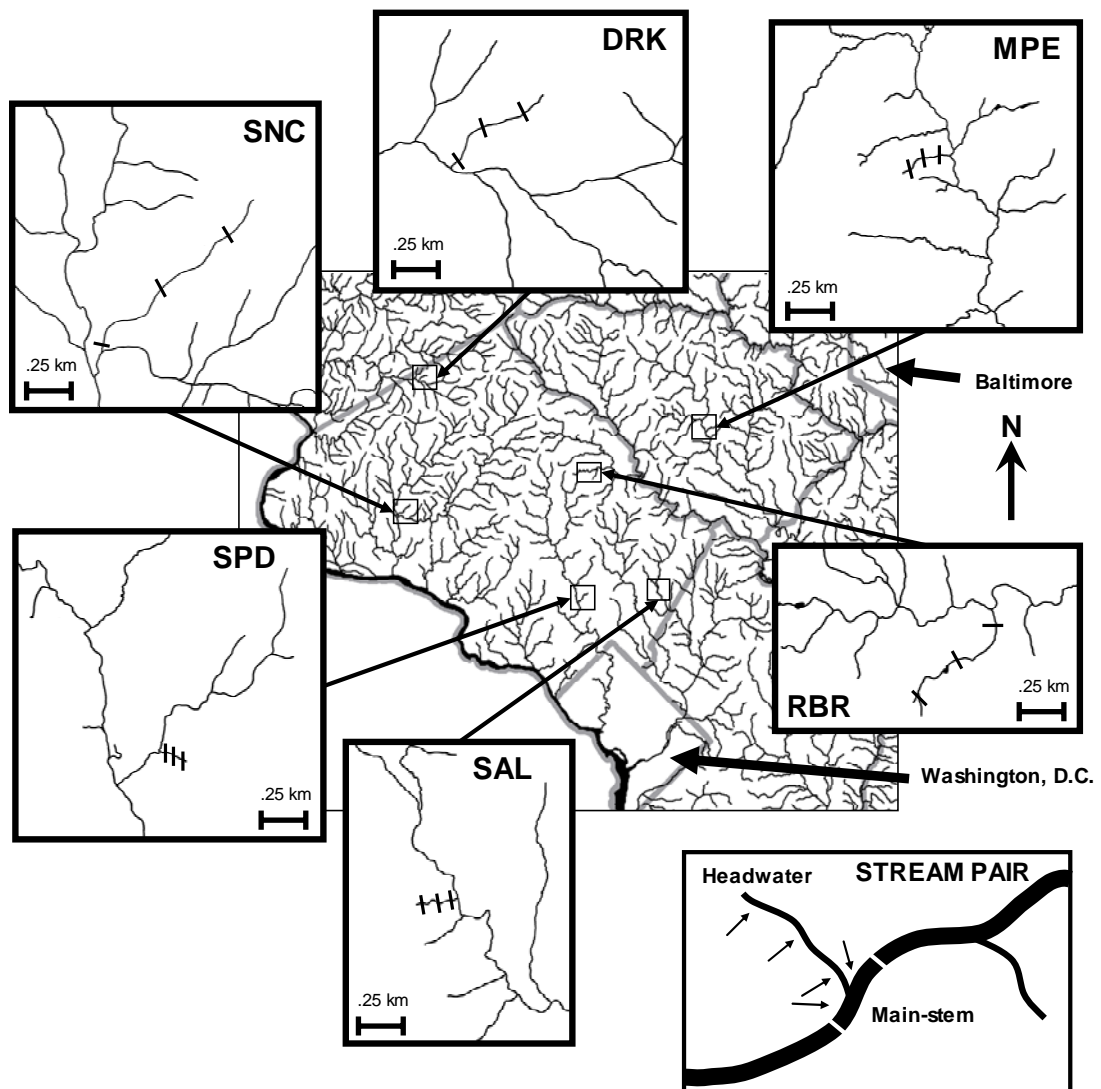 DRK
.25 km
MPE
.25 km
SNC
.25 km
Baltimore
N
SPD
.25 km
RBR
.25 km
SAL
.25 km
Washington, D.C.
STREAM PAIR
Headwater
Main-stem